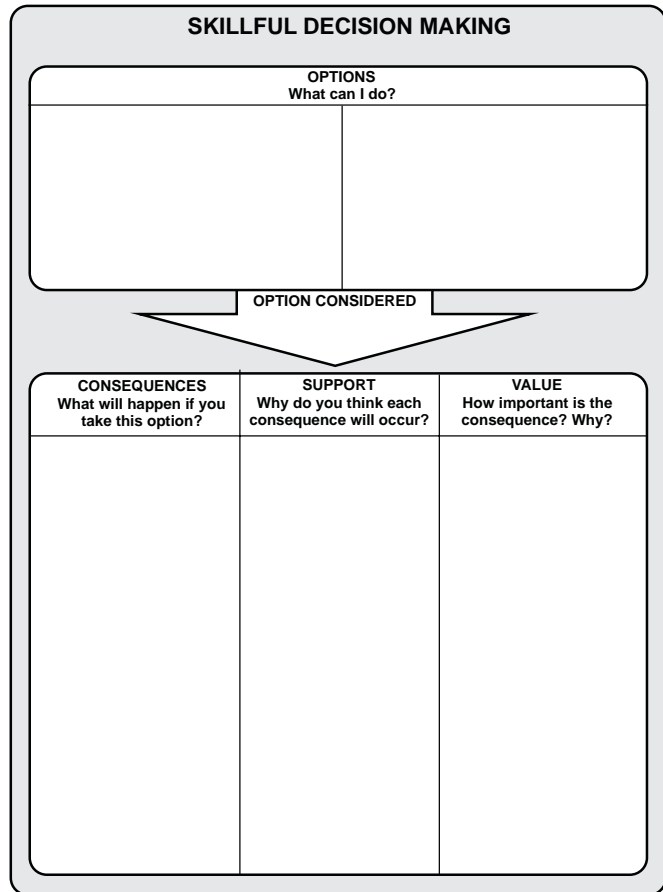 SKILLFUL DECISION MAKING
OPTIONS
What can I do?
OPTION CONSIDERED
CONSEQUENCES
What will happen if you
take this option?
SUPPORT
Why do you think each
consequence will occur?
VALUE
How important is the
consequence? Why?